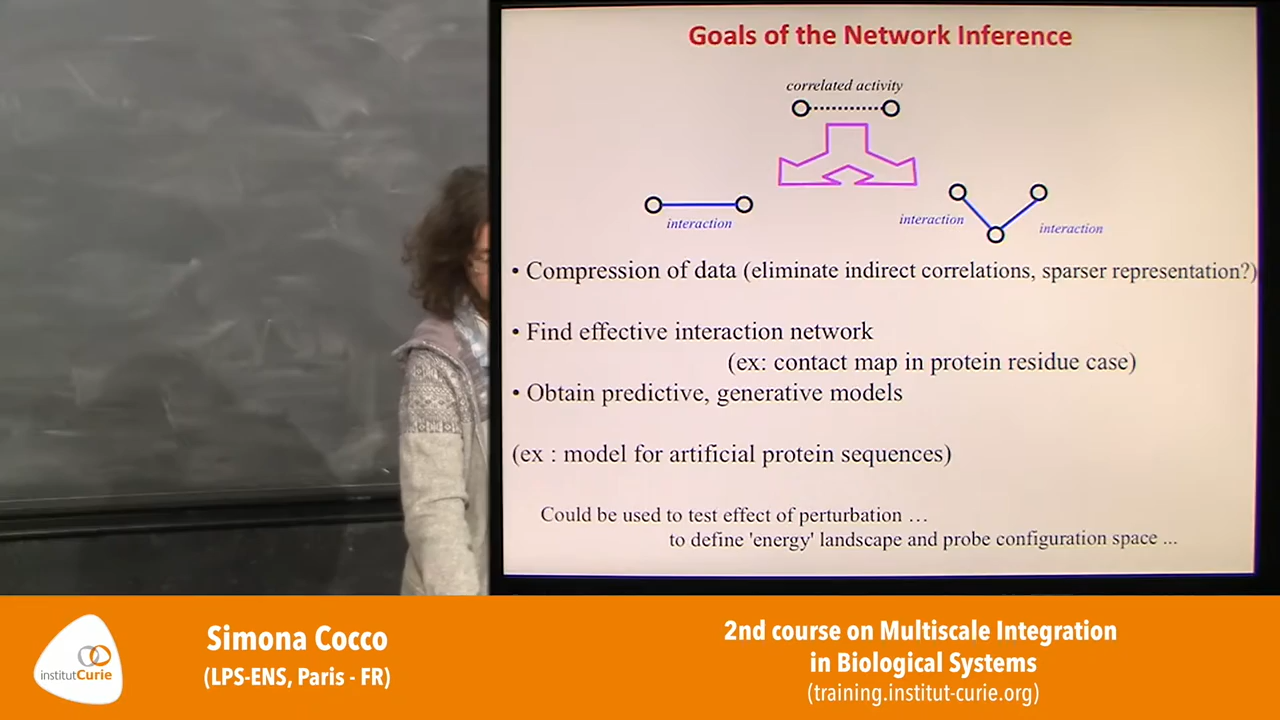 Goals of the Network Inference
correlated activity
interaction
interaction
interaction
• Compression of data (eliminate indirect correlations, sparser representation?)
• Find effective interaction network
(ex: contact map in protein residue case)
• Obtain predictive, generative models
(ex : model for artificial protein sequences)
Could be used to test effect of perturbation …
to define 'energy' landscape and probe configuration space ...
institutCurie
Simona Cocco
(LPS-ENS, Paris - FR)
2nd course on Multiscale Integration
in Biological Systems
(training.institut-curie.org)